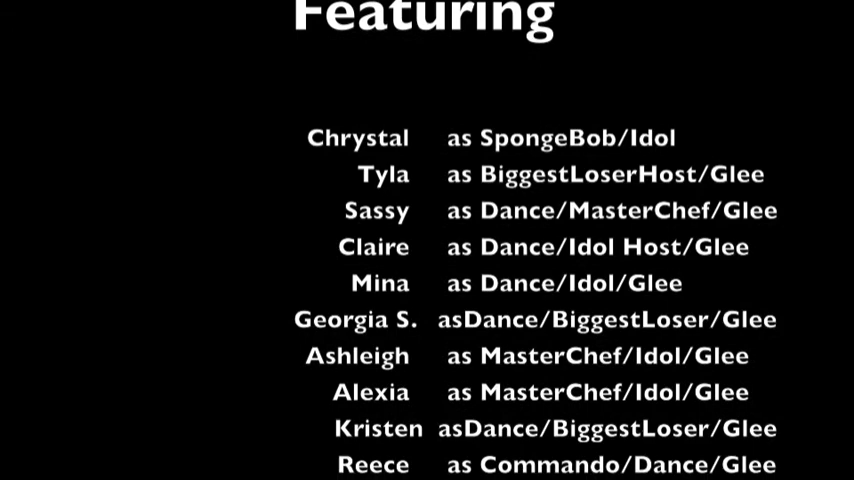 Featuring
Chrystal as SpongeBob/Idol
Tyla as BiggestLoserHost/Glee
Sassy as Dance/MasterChef/Glee
Claire as Dance/Idol Host/Glee
Mina as Dance/Idol/Glee
Georgia S. asDance/BiggestLoser/Glee
Ashleigh as MasterChef/Idol/Glee
Alexia as MasterChef/Idol/Glee
Kristen asDance/BiggestLoser/Glee
Reece as Commando/Dance/Glee